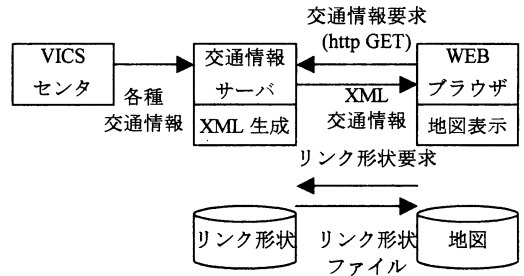 交通情報要求
(http GET)
VICS
センタ
交通情報
サーバ
XML 生成
WEB
ブラウザ
地図表示
各種
交通情報
XML
交通情報
リンク形状要求
リンク形状
リンク形状
ファイル
地図